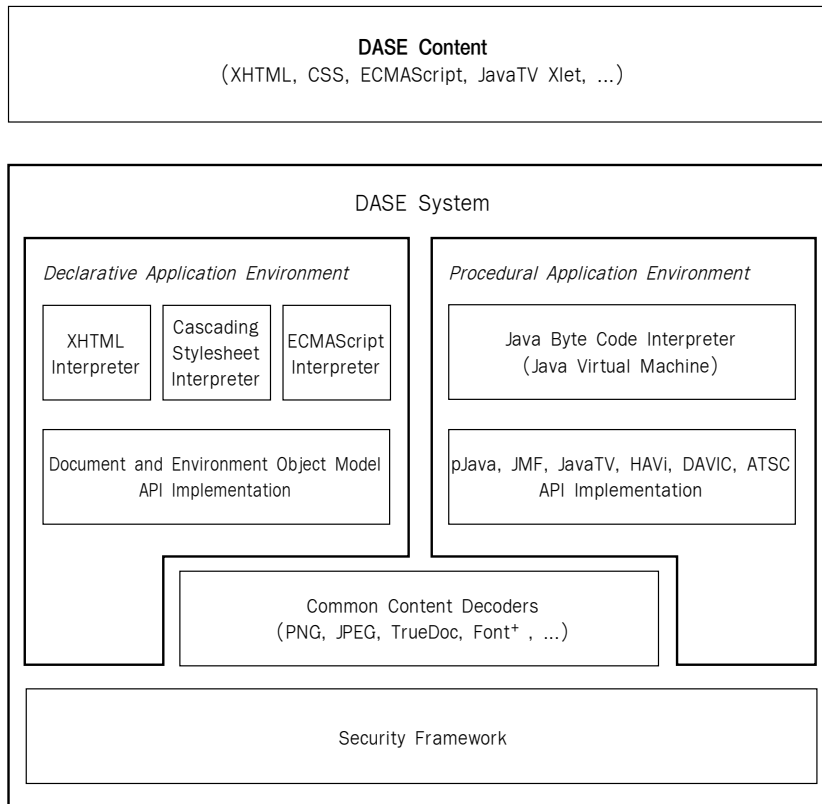 DASE Content
(XHTML, CSS, ECMAScript, JavaTV Xlet, ...)
DASE System
Declarative Application Environment
XHTML
Interpreter
Cascading
Stylesheet
Interpreter
ECMAScript
Interpreter
Document and Environment Object Model
API Implementation
Procedural Application Environment
Java Byte Code Interpreter
(Java Virtual Machine)
pJava, JMF, JavaTV, HAVi, DAVIC, ATSC
API Implementation
Common Content Decoders
(PNG, JPEG, TrueDoc, Font⁺ , ...)
Security Framework